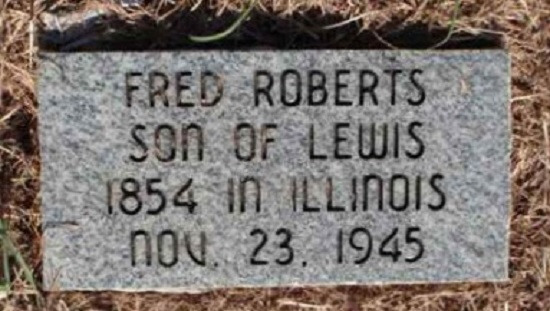 FRED ROBERTS
SON OF LEWIS
1854 IN ILLINOIS
NOV. 23, 1945